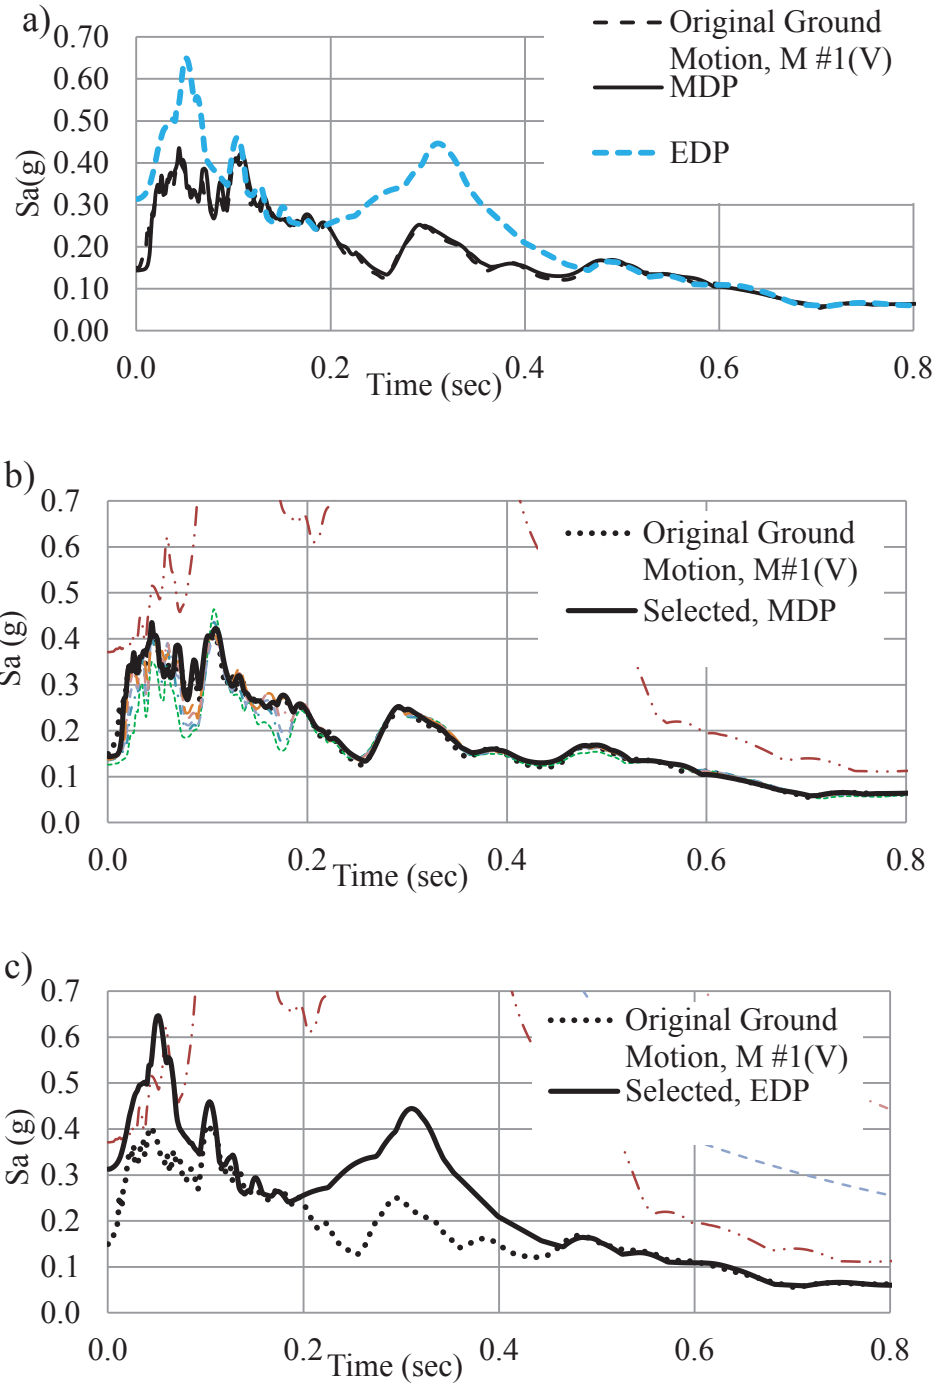 a)
Original Ground
Motion, M #1(V)
MDP
EDP
0.70
0.60
0.50
0.40
0.30
0.20
0.10
0.00
Sa(g)
0.0 0.2 0.4 0.6 0.8
Time (sec)
b)
Original Ground
Motion, M#1(V)
Selected, MDP
0.7
0.6
0.5
0.4
0.3
0.2
0.1
0.0
Sa (g)
0.0 0.2 0.4 0.6 0.8
Time (sec)
c)
Original Ground
Motion, M #1(V)
Selected, EDP
0.7
0.6
0.5
0.4
0.3
0.2
0.1
0.0
Sa (g)
0.0 0.2 0.4 0.6 0.8
Time (sec)